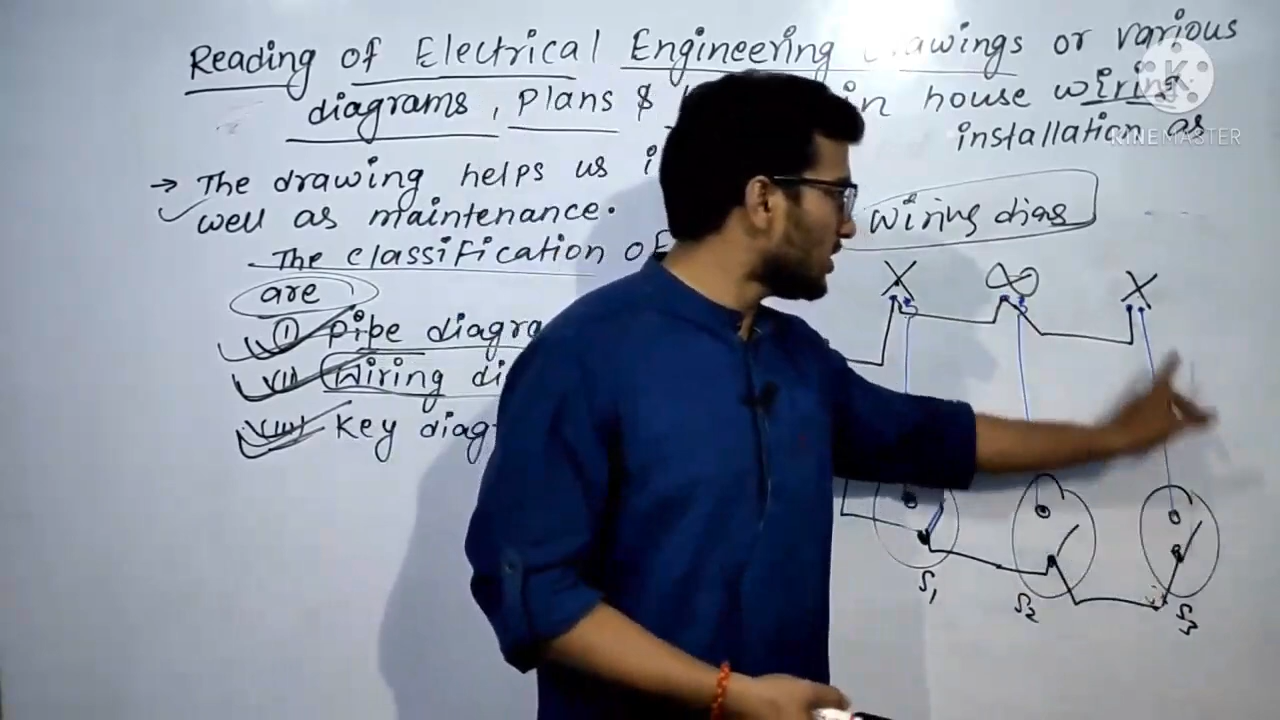 Reading of Electrical Engineering awings or various
diagrams, Plans & in house wiring
installation as
KINEMASTER
→ The drawing helps us i
well as maintenance.
wiring diag
The classification of
are
(i) Pipe diagra
(ii) Wiring di
(iii) Key diag
S1
S2
S3